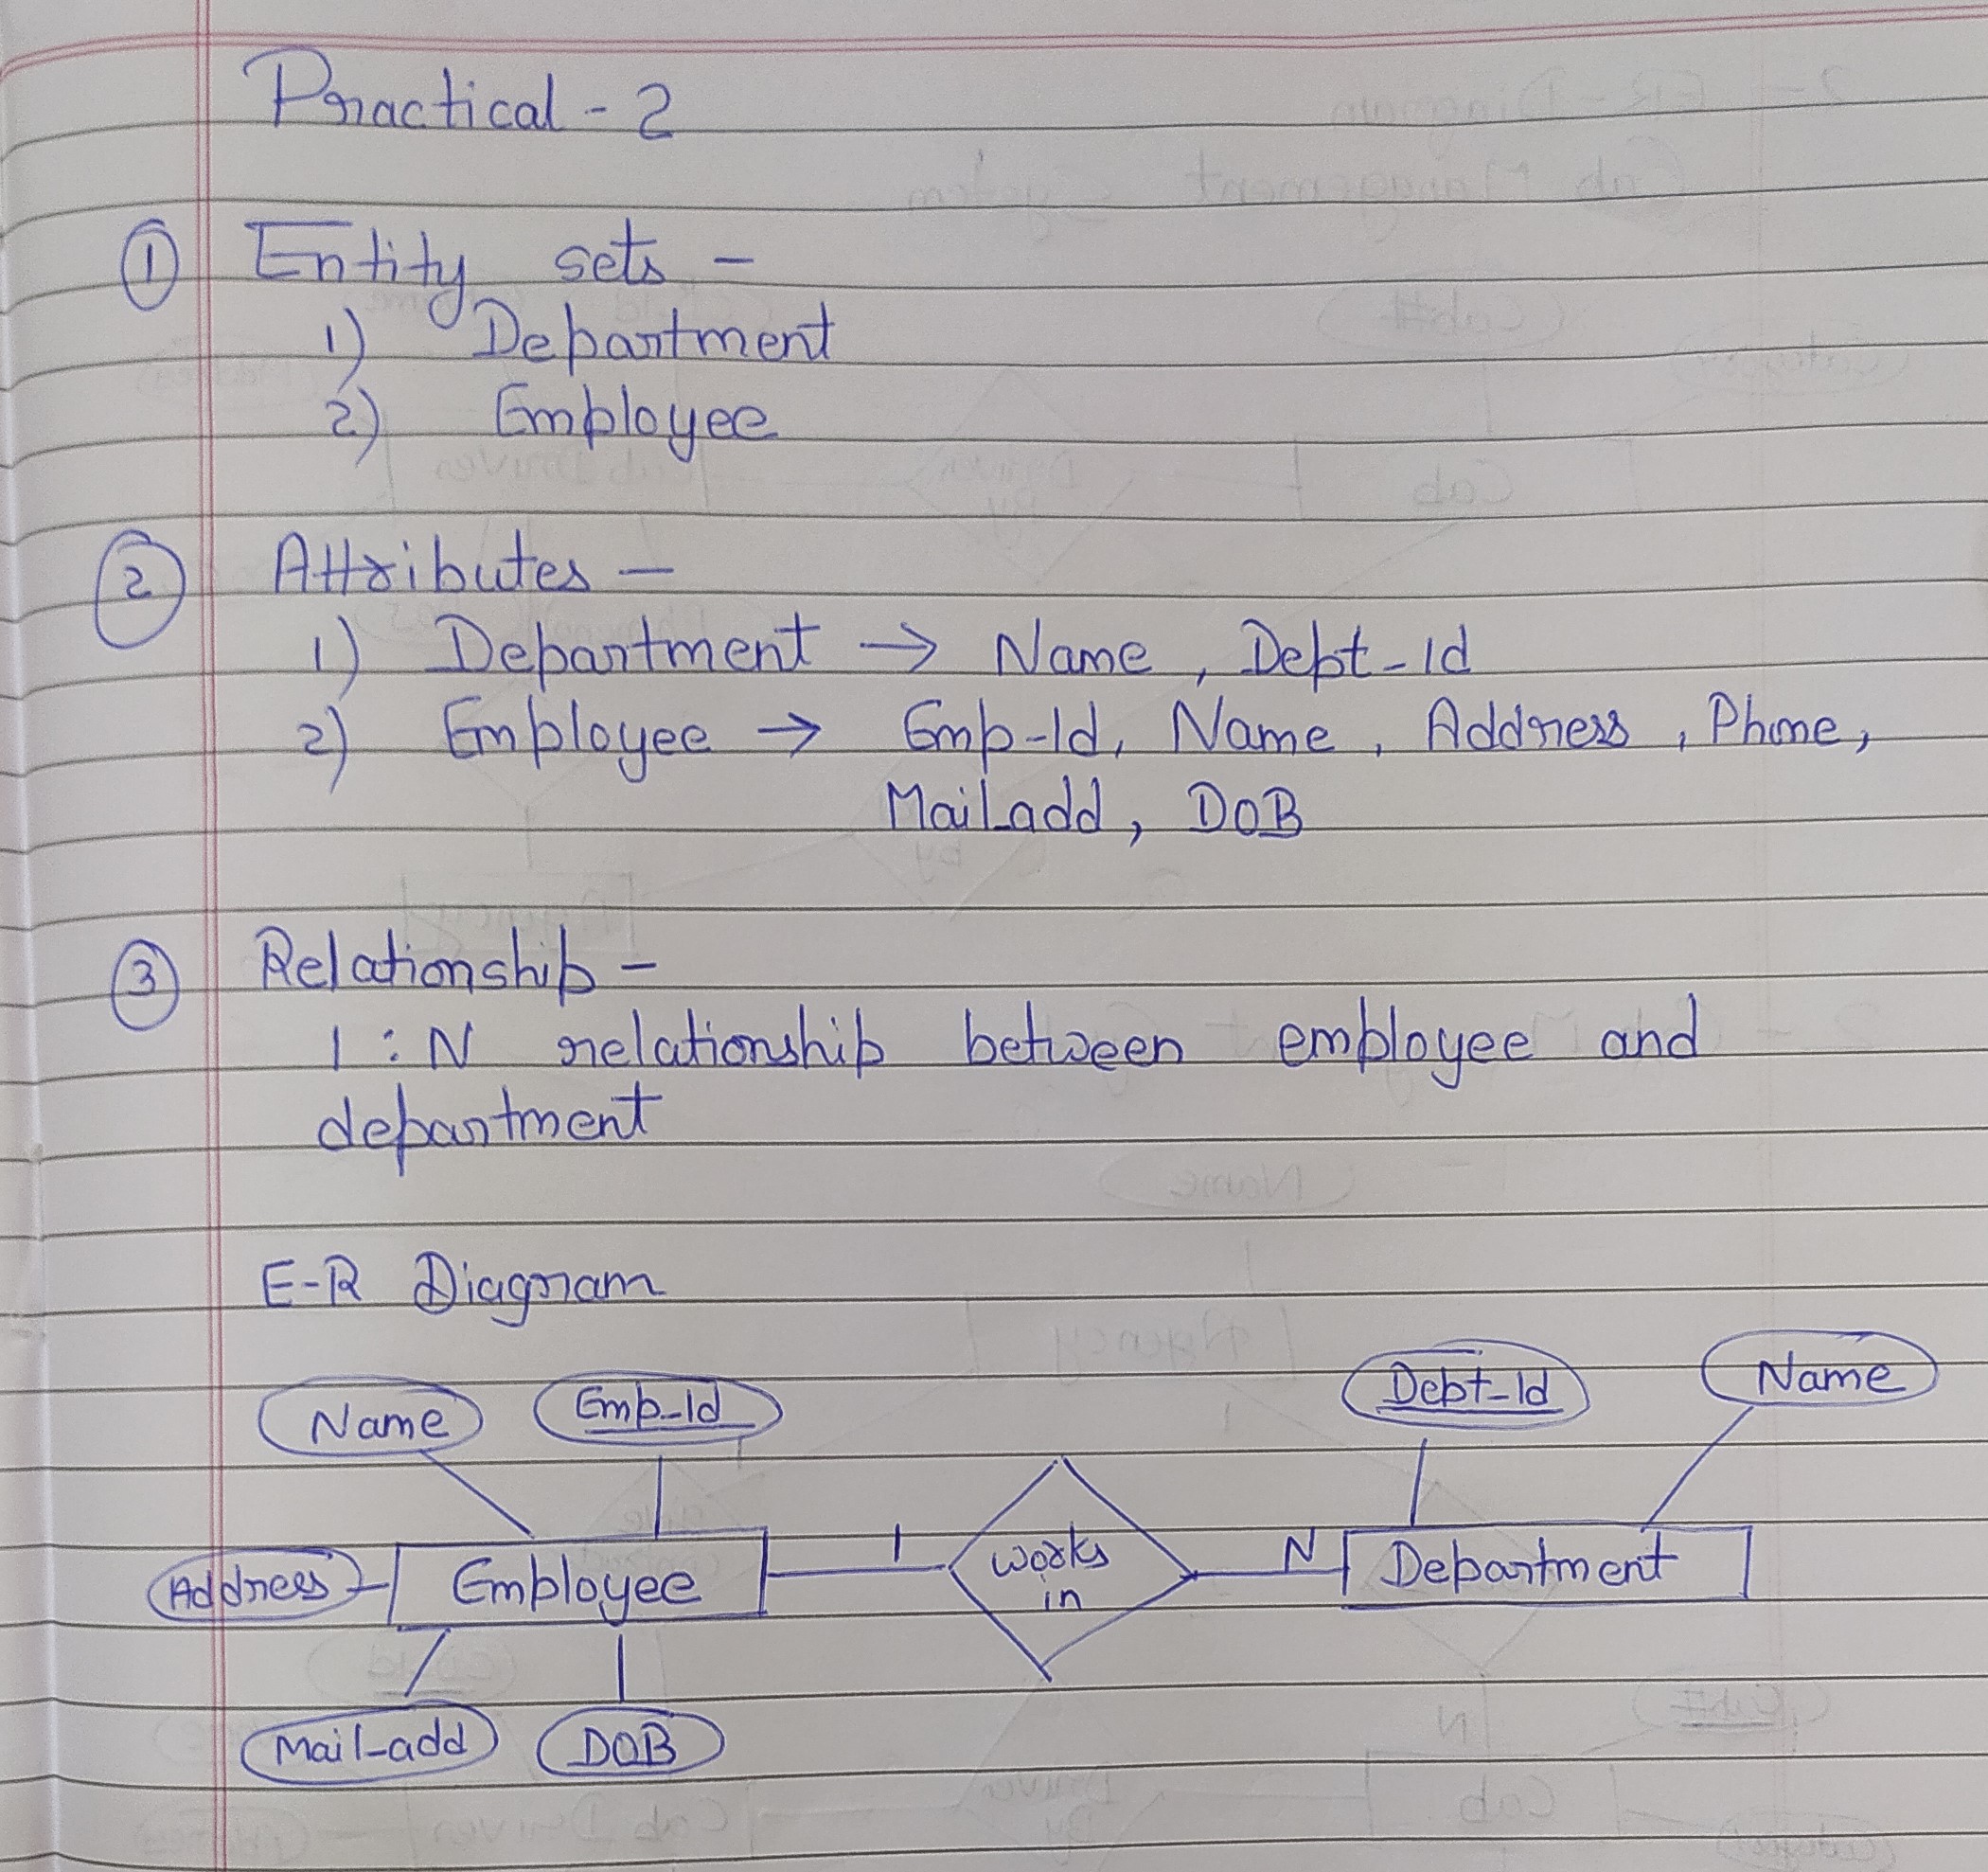 Practical - 2
① Entity sets -
1) Department
2) Employee
② Attributes -
1) Department → Name, Dept-Id
2) Employee → Emp-Id, Name, Address, Phone,
Mail_add, DOB
③ Relationship -
1 : N relationship between employee and
department
E-R Diagram
Name Emp-Id Dept-Id Name
Address Employee 1 works in N Department
Mail-add DOB